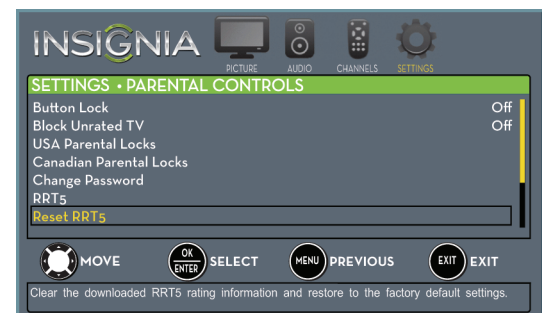 INSIGNIA
PICTURE AUDIO CHANNELS SETTINGS
SETTINGS • PARENTAL CONTROLS
Button Lock Off
Block Unrated TV Off
USA Parental Locks
Canadian Parental Locks
Change Password
RRT5
Reset RRT5
MOVE OK ENTER SELECT MENU PREVIOUS EXIT EXIT
Clear the downloaded RRT5 rating information and restore to the factory default settings.